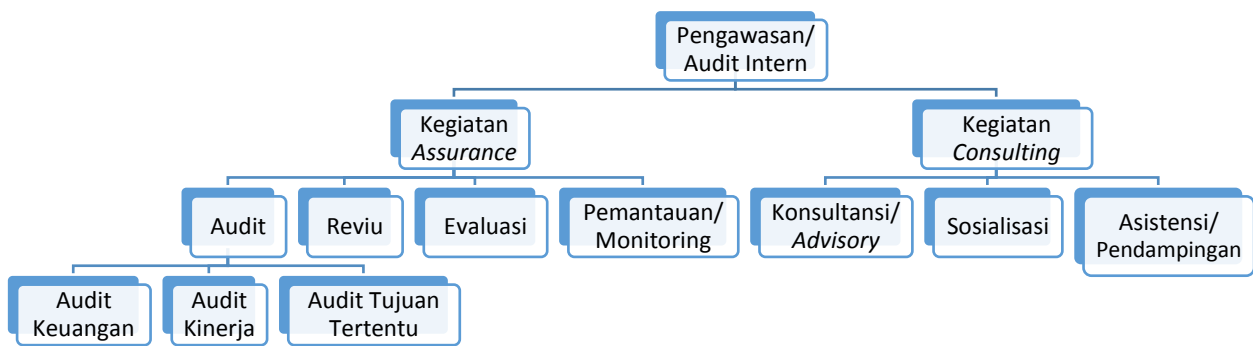 Pengawasan/
Audit Intern
Kegiatan
Assurance
Kegiatan
Consulting
Audit
Reviu
Evaluasi
Pemantauan/
Monitoring
Konsultansi/
Advisory
Sosialisasi
Asistensi/
Pendampingan
Audit
Keuangan
Audit
Kinerja
Audit Tujuan
Tertentu